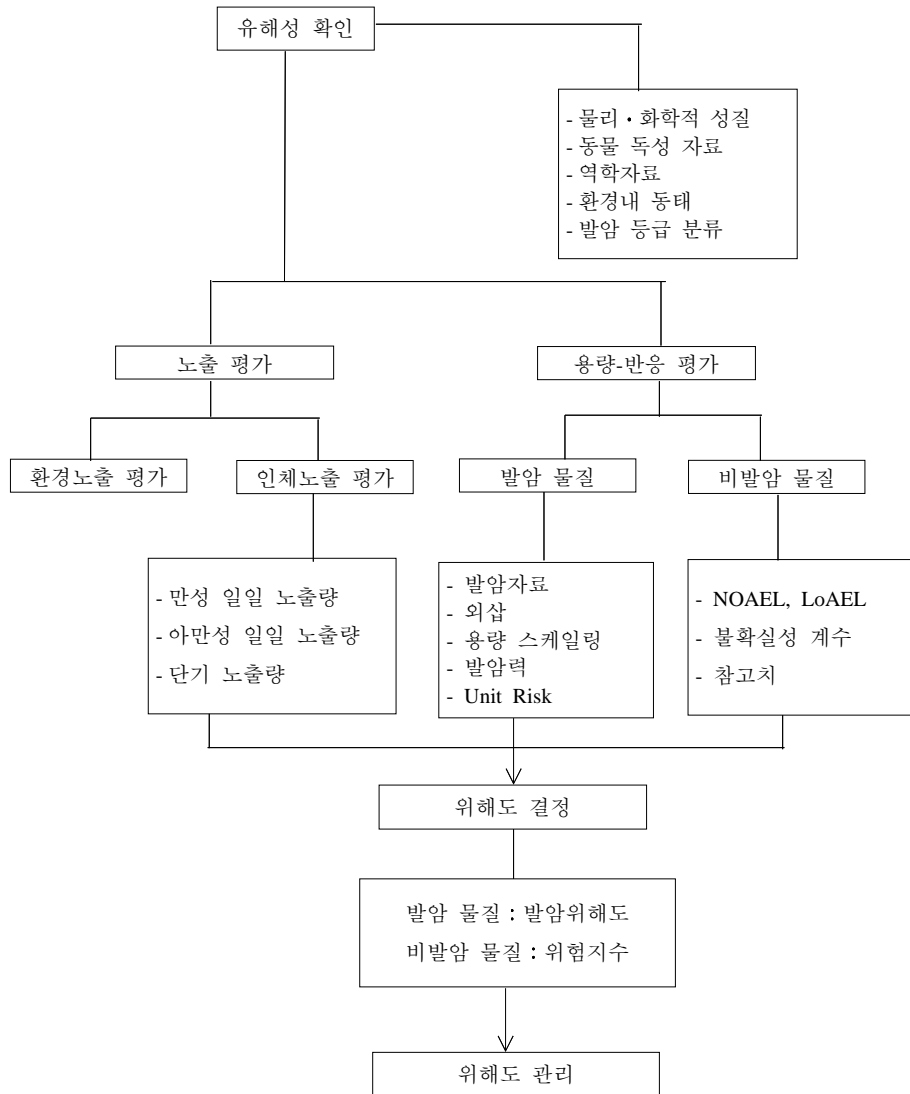 유해성 확인
- 물리・화학적 성질
- 동물 독성 자료
- 역학자료
- 환경내 동태
- 발암 등급 분류
노출 평가
용량-반응 평가
환경노출 평가
인체노출 평가
발암 물질
비발암 물질
- 만성 일일 노출량
- 아만성 일일 노출량
- 단기 노출량
- 발암자료
- 외삽
- 용량 스케일링
- 발암력
- Unit Risk
- NOAEL, LoAEL
- 불확실성 계수
- 참고치
위해도 결정
발암 물질 : 발암위해도
비발암 물질 : 위험지수
위해도 관리